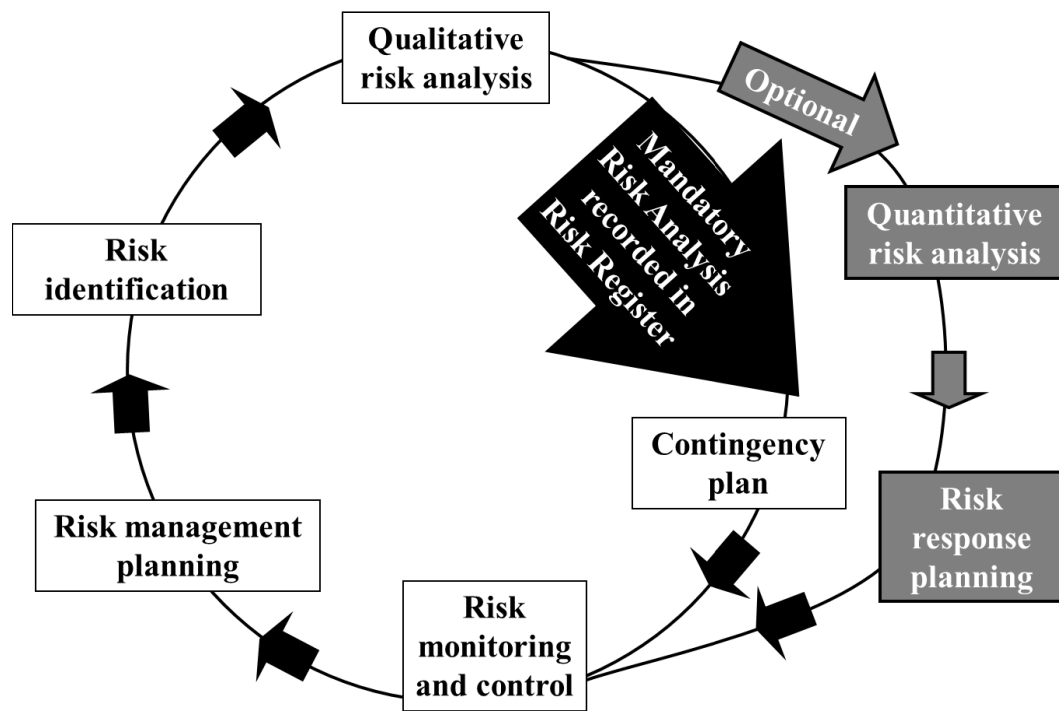 Qualitative
risk analysis
Optional
Mandatory
Risk Analysis
recorded in
Risk Register
Quantitative
risk analysis
Risk
identification
Contingency
plan
Risk management
planning
Risk
response
planning
Risk
monitoring
and control